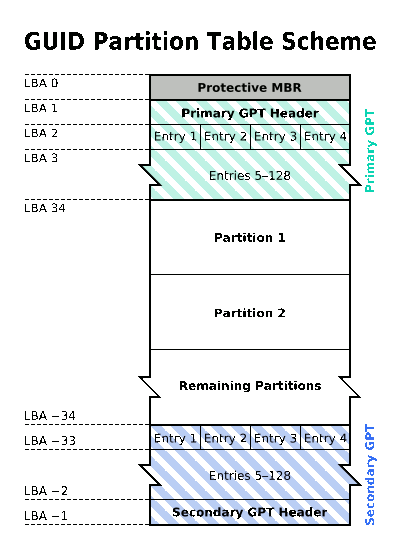 GUID Partition Table Scheme
LBA 0
Protective MBR
LBA 1
Primary GPT Header
LBA 2
Entry 1 Entry 2 Entry 3 Entry 4
LBA 3
Entries 5–128
Primary GPT
LBA 34
Partition 1
Partition 2
Remaining Partitions
LBA −34
LBA −33
Entry 1 Entry 2 Entry 3 Entry 4
Entries 5–128
LBA −2
LBA −1
Secondary GPT Header
Secondary GPT